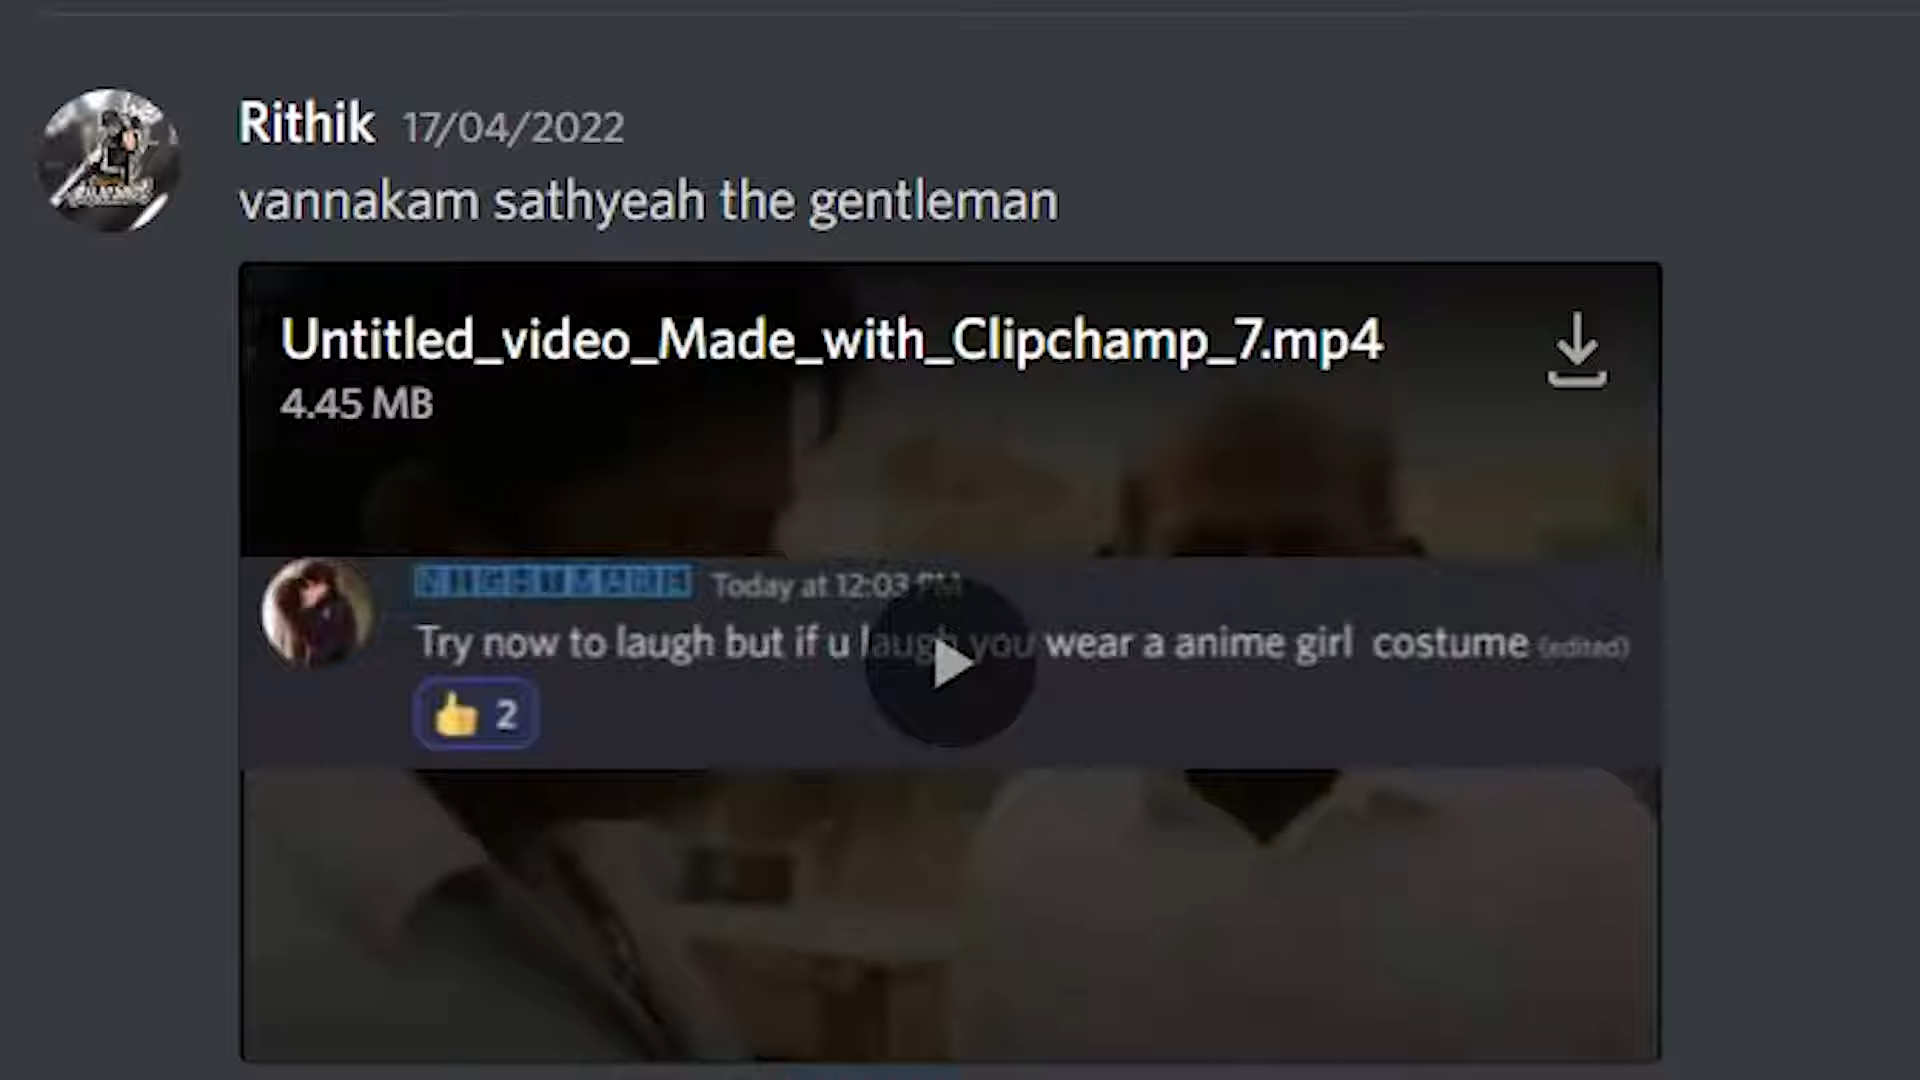 Rithik 17/04/2022
vannakam sathyeah the gentleman
Untitled_video_Made_with_Clipchamp_7.mp4
4.45 MB
Today at 12:03 PM
Try now to laugh but if u laugh you wear a anime girl costume (edited)
👍 2